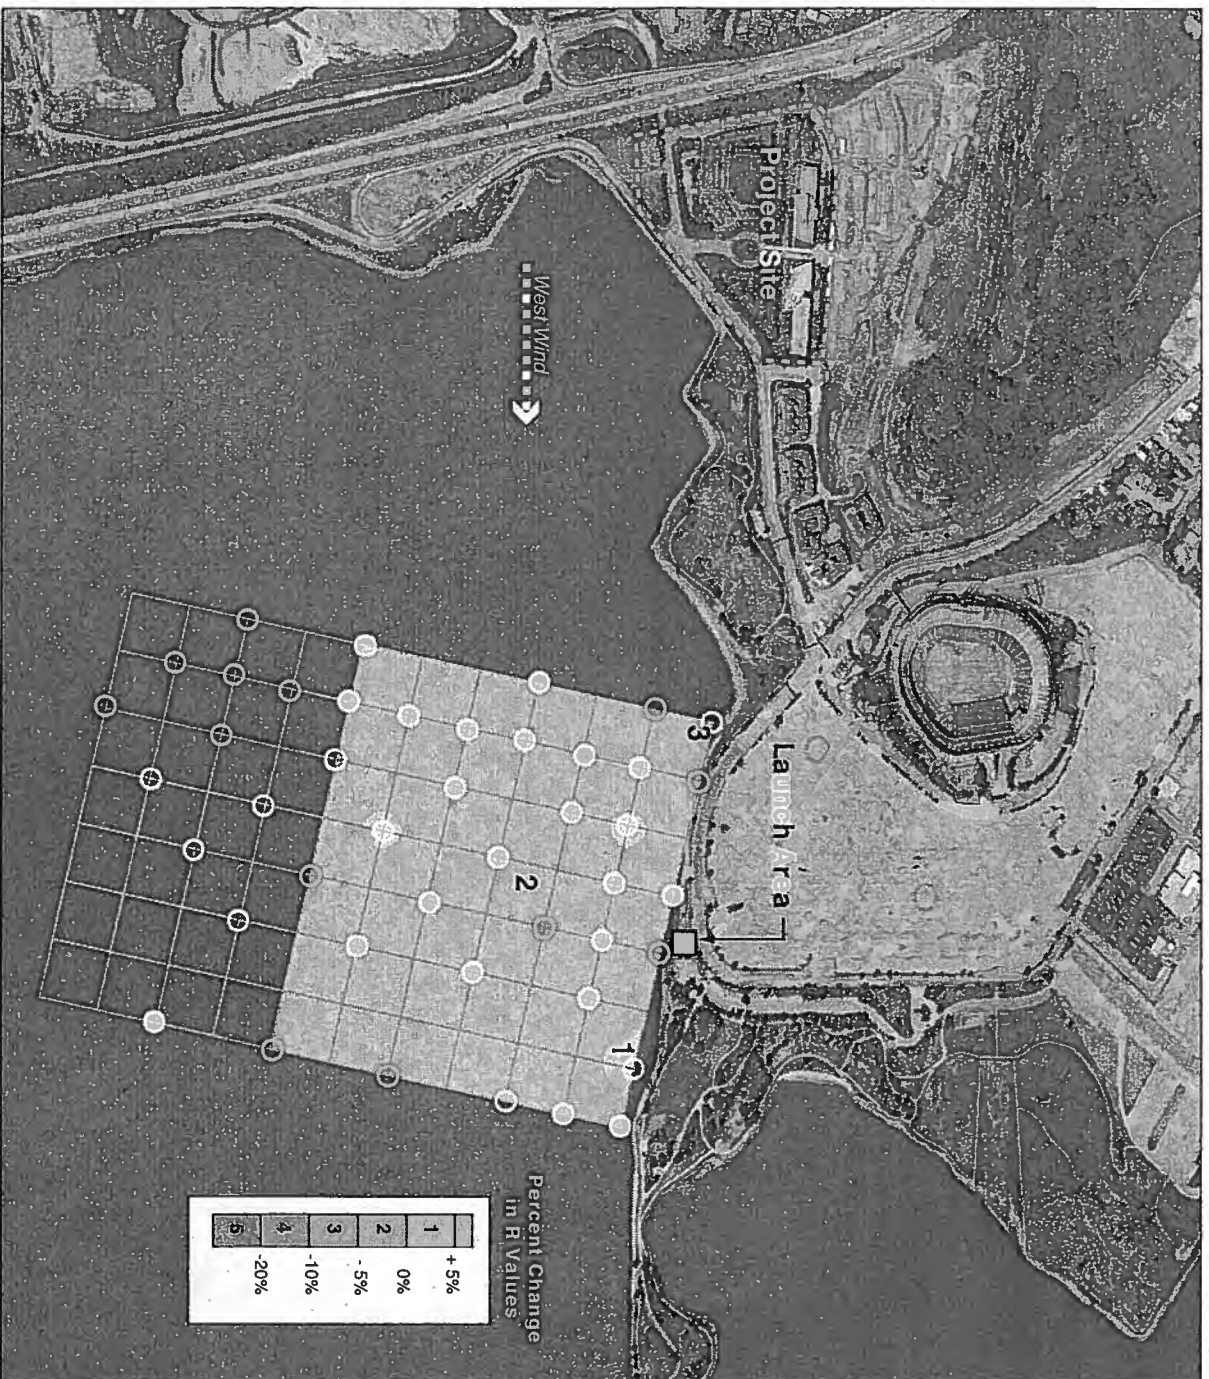 Project Site
West Wind
Launch Area
3
2
1
Percent Change
in R Values
+5%
0%
-5%
-10%
-20%
1
2
3
4
5